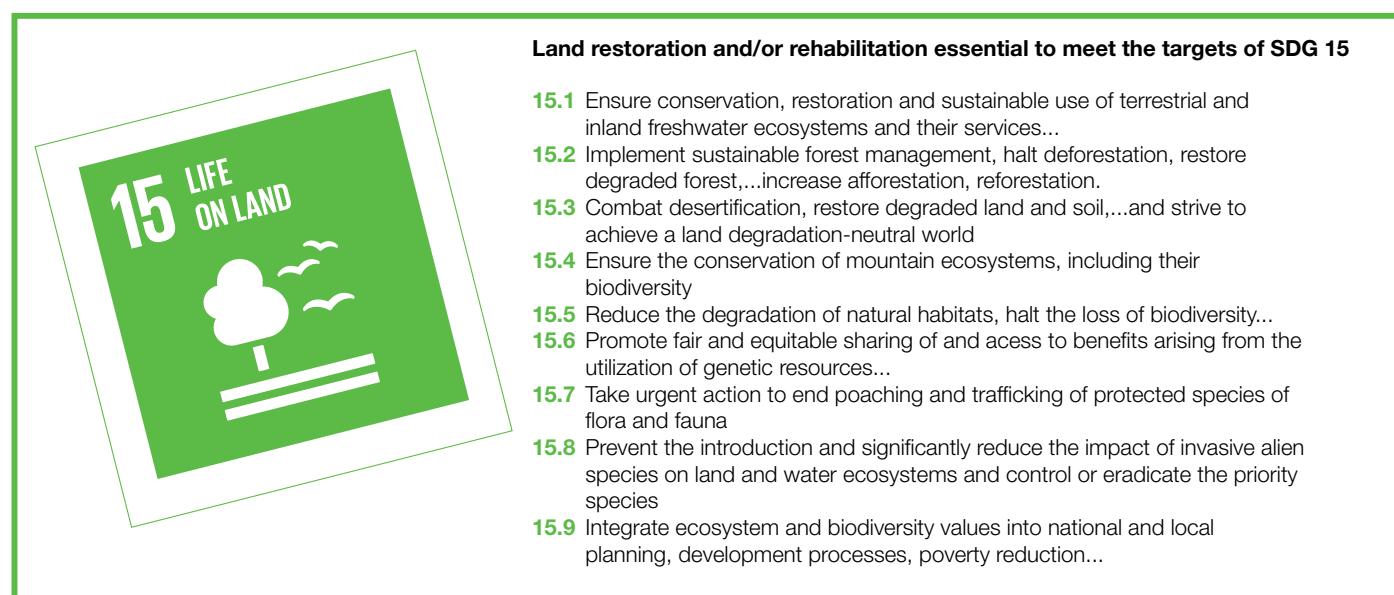 15 LIFE
ON LAND
Land restoration and/or rehabilitation essential to meet the targets of SDG 15
15.1 Ensure conservation, restoration and sustainable use of terrestrial and
inland freshwater ecosystems and their services...
15.2 Implement sustainable forest management, halt deforestation, restore
degraded forest,...increase afforestation, reforestation.
15.3 Combat desertification, restore degraded land and soil,...and strive to
achieve a land degradation-neutral world
15.4 Ensure the conservation of mountain ecosystems, including their
biodiversity
15.5 Reduce the degradation of natural habitats, halt the loss of biodiversity...
15.6 Promote fair and equitable sharing of and acess to benefits arising from the
utilization of genetic resources...
15.7 Take urgent action to end poaching and trafficking of protected species of
flora and fauna
15.8 Prevent the introduction and significantly reduce the impact of invasive alien
species on land and water ecosystems and control or eradicate the priority
species
15.9 Integrate ecosystem and biodiversity values into national and local
planning, development processes, poverty reduction...